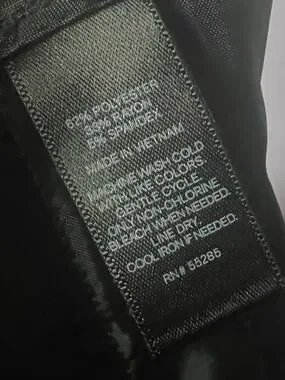 62% POLYESTER
33% RAYON
5% SPANDEX
MADE IN VIETNAM
MACHINE WASH COLD
WITH LIKE COLORS.
GENTLE CYCLE.
ONLY NON-CHLORINE
BLEACH WHEN NEEDED.
LINE DRY.
COOL IRON IF NEEDED.
RN# 55285